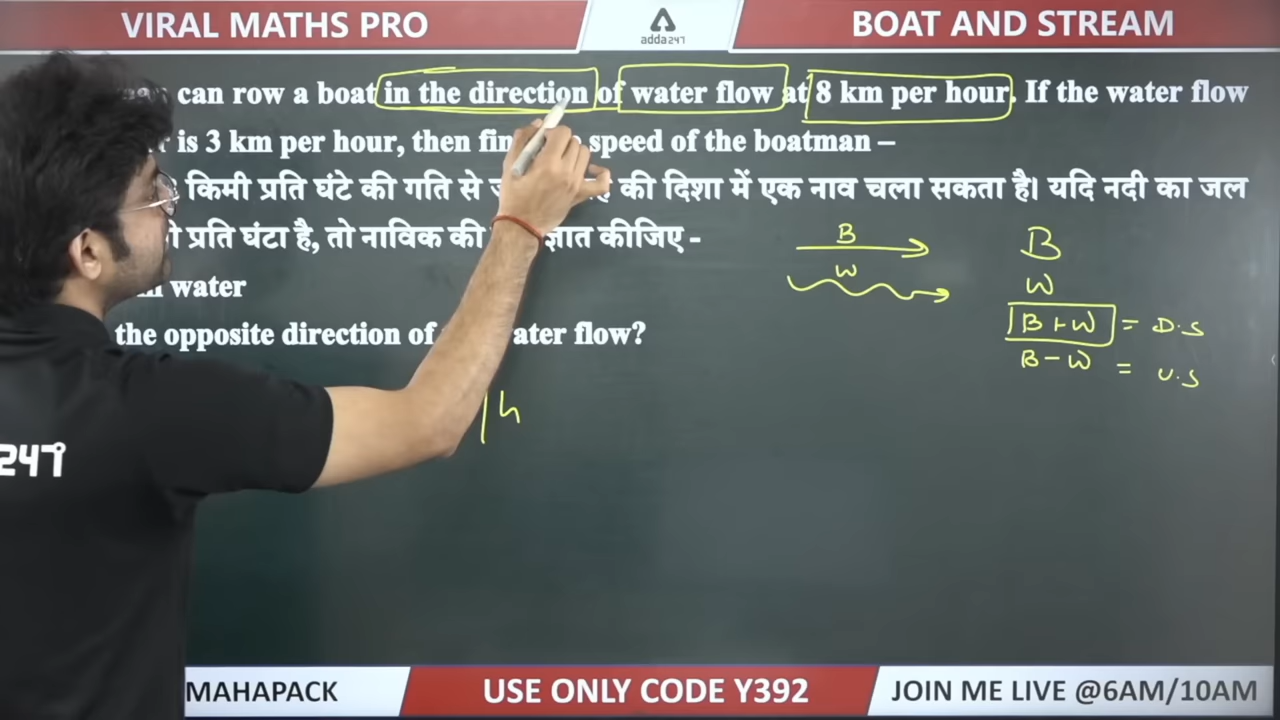 VIRAL MATHS PRO
adda247
BOAT AND STREAM
can row a boat in the direction of water flow at 8 km per hour. If the water flow
is 3 km per hour, then speed of the boatman –
किमी प्रति घंटे की गति से की दिशा में एक नाव चला सकता है। यदि नदी का जल
प्रति घंटा है, तो नाविक की ज्ञात कीजिए -
water
the opposite direction of water flow?
B
W
B
W
B+W = D.S
B-W = U.S
h
247
MAHAPACK
USE ONLY CODE Y392
JOIN ME LIVE @6AM/10AM